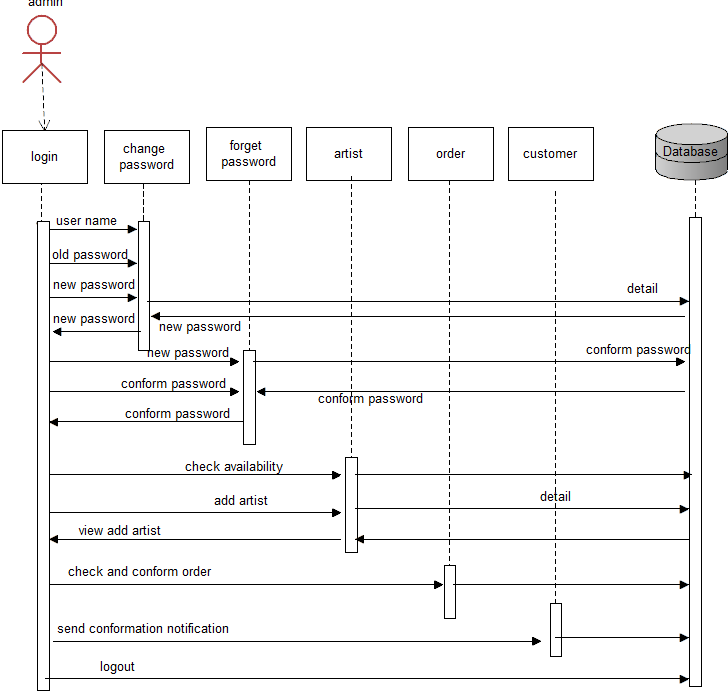 admin
login
change
password
forget
password
artist
order
customer
Database
user name
old password
new password
detail
new password
new password
new password
conform password
conform password
conform password
conform password
check availability
add artist
detail
view add artist
check and conform order
send conformation notification
logout